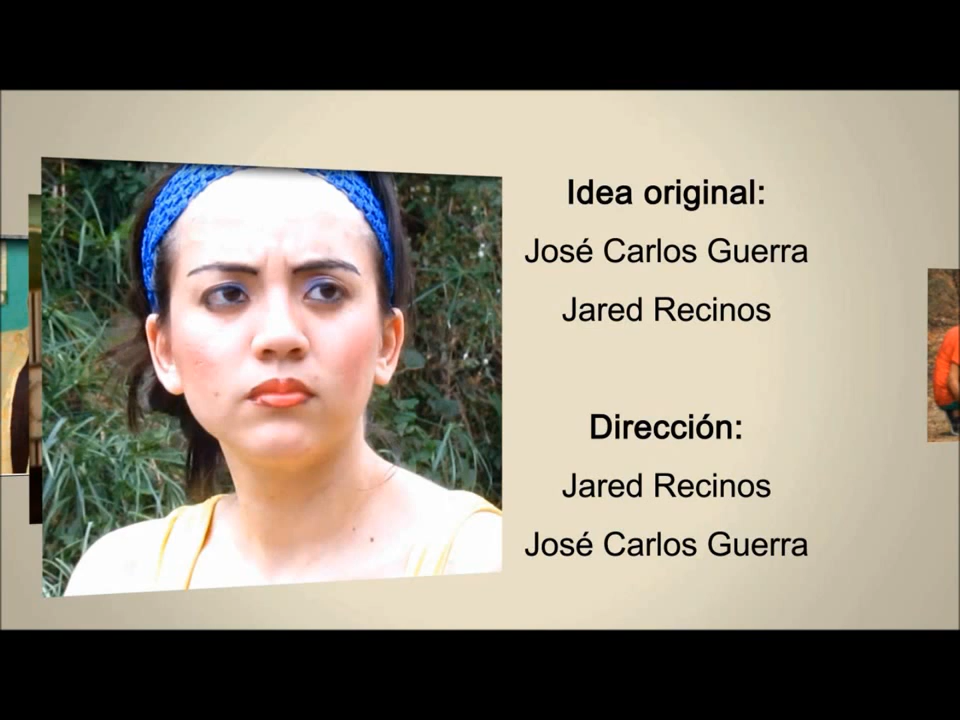 Idea original:
José Carlos Guerra
Jared Recinos
Dirección:
Jared Recinos
José Carlos Guerra